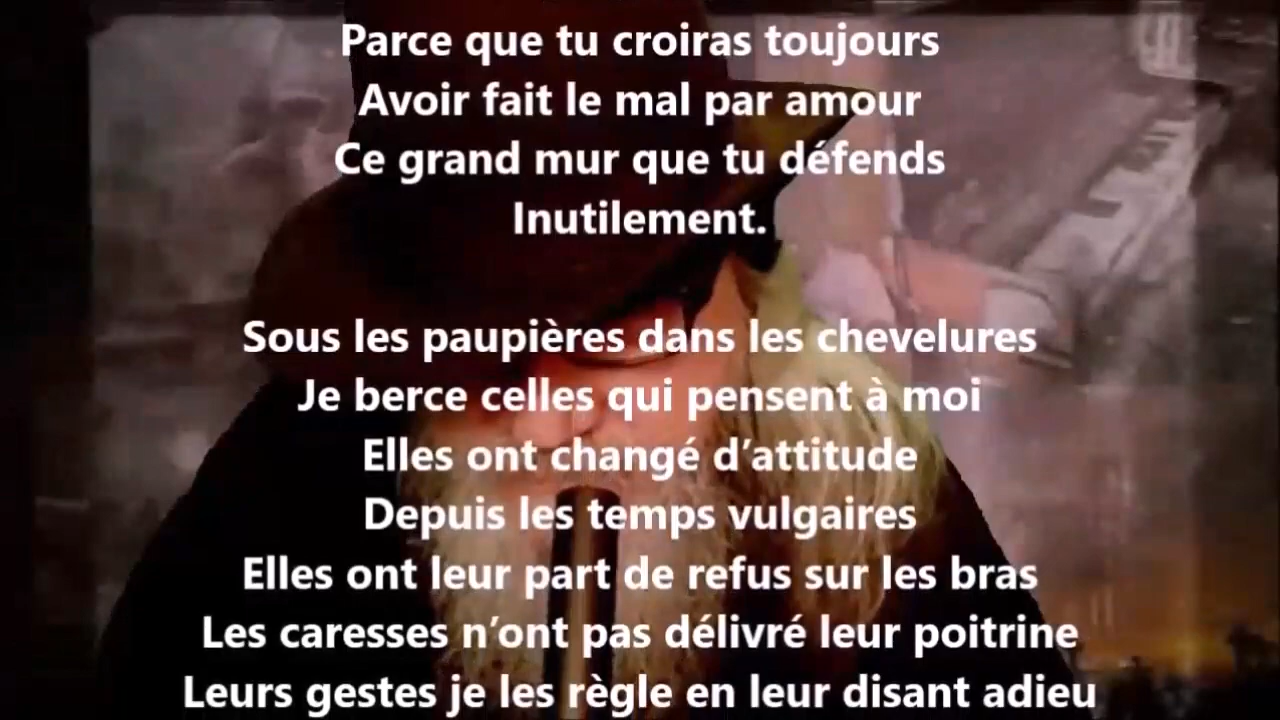 Parce que tu croiras toujours
Avoir fait le mal par amour
Ce grand mur que tu défends
Inutilement.
Sous les paupières dans les chevelures
Je berce celles qui pensent à moi
Elles ont changé d’attitude
Depuis les temps vulgaires
Elles ont leur part de refus sur les bras
Les caresses n’ont pas délivré leur poitrine
Leurs gestes je les règle en leur disant adieu